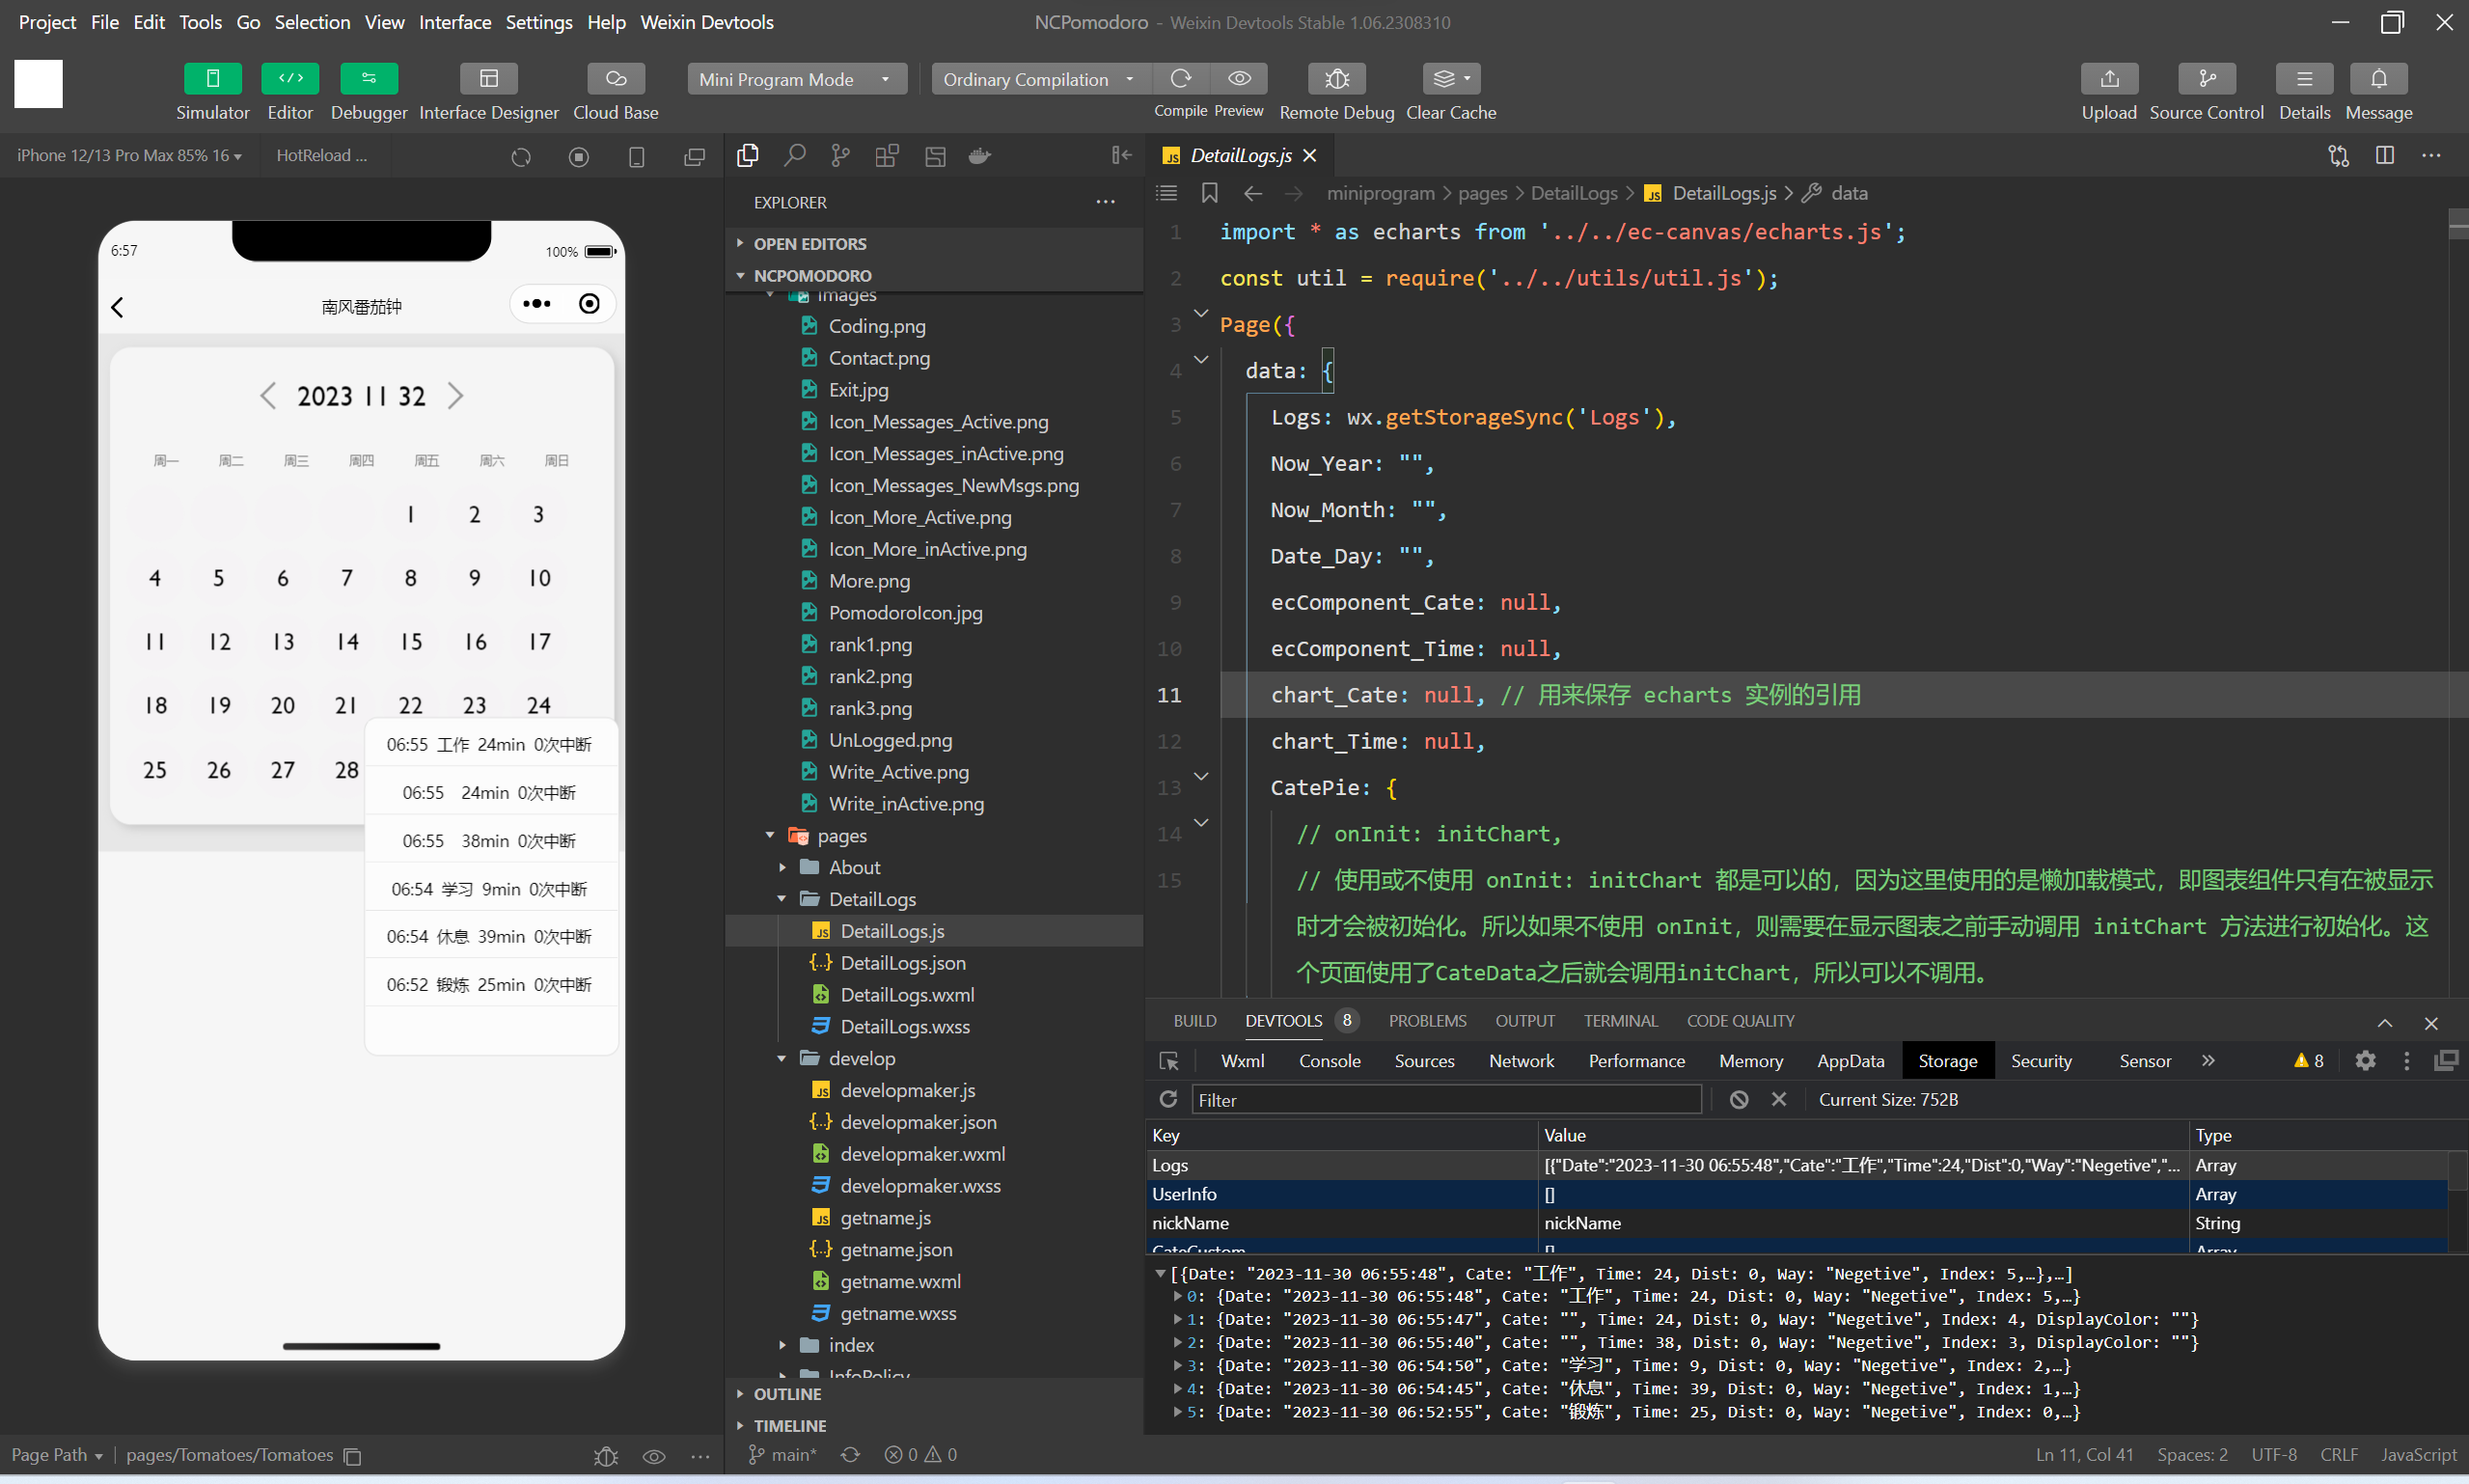 Project File Edit Tools Go Selection View Interface Settings Help Weixin Devtools
NCPomodoro - Weixin Devtools Stable 1.06.2308310
Simulator Editor Debugger Interface Designer Cloud Base
Mini Program Mode
Ordinary Compilation
Compile Preview Remote Debug Clear Cache
Upload Source Control Details Message
iPhone 12/13 Pro Max 85% 16
HotReload ...
6:57
100%
南风番茄钟
2023 11 32
周一 周二 周三 周四 周五 周六 周日
1 2 3
4 5 6 7 8 9 10
11 12 13 14 15 16 17
18 19 20 21 22 23 24
25 26 27 28
06:55 工作 24min 0次中断
06:55 24min 0次中断
06:55 38min 0次中断
06:54 学习 9min 0次中断
06:54 休息 39min 0次中断
06:52 锻炼 25min 0次中断
Page Path
pages/Tomatoes/Tomatoes
EXPLORER
OPEN EDITORS
NCPOMODORO
images
Coding.png
Contact.png
Exit.jpg
Icon_Messages_Active.png
Icon_Messages_inActive.png
Icon_Messages_NewMsgs.png
Icon_More_Active.png
Icon_More_inActive.png
More.png
PomodoroIcon.jpg
rank1.png
rank2.png
rank3.png
UnLogged.png
Write_Active.png
Write_inActive.png
pages
About
DetailLogs
JS DetailLogs.js
{..} DetailLogs.json
DetailLogs.wxml
DetailLogs.wxss
develop
JS developmaker.js
{..} developmaker.json
developmaker.wxml
developmaker.wxss
JS getname.js
{..} getname.json
getname.wxml
getname.wxss
index
InfoPolicy
OUTLINE
TIMELINE
main*
0 0
JS DetailLogs.js
miniprogram > pages > DetailLogs > JS DetailLogs.js > data
1 import * as echarts from '../../ec-canvas/echarts.js';
2 const util = require('../../utils/util.js');
3 Page({
4 data: {
5 Logs: wx.getStorageSync('Logs'),
6 Now_Year: "",
7 Now_Month: "",
8 Date_Day: "",
9 ecComponent_Cate: null,
10 ecComponent_Time: null,
11 chart_Cate: null, // 用来保存 echarts 实例的引用
12 chart_Time: null,
13 CatePie: {
14 // onInit: initChart,
15 // 使用或不使用 onInit: initChart 都是可以的，因为这里使用的是懒加载模式，即图表组件只有在被显示
时才会被初始化。所以如果不使用 onInit，则需要在显示图表之前手动调用 initChart 方法进行初始化。这
个页面使用了CateData之后就会调用initChart，所以可以不调用。
BUILD DEVTOOLS 8 PROBLEMS OUTPUT TERMINAL CODE QUALITY
Wxml Console Sources Network Performance Memory AppData Storage Security Sensor 8
Filter
Current Size: 752B
Key Value Type
Logs [{"Date":"2023-11-30 06:55:48","Cate":"工作","Time":24,"Dist":0,"Way":"Negetive","... Array
UserInfo [] Array
nickName nickName String
CateCustom [] Array
[{Date: "2023-11-30 06:55:48", Cate: "工作", Time: 24, Dist: 0, Way: "Negetive", Index: 5,…},…]
0: {Date: "2023-11-30 06:55:48", Cate: "工作", Time: 24, Dist: 0, Way: "Negetive", Index: 5,…}
1: {Date: "2023-11-30 06:55:47", Cate: "", Time: 24, Dist: 0, Way: "Negetive", Index: 4, DisplayColor: ""}
2: {Date: "2023-11-30 06:55:40", Cate: "", Time: 38, Dist: 0, Way: "Negetive", Index: 3, DisplayColor: ""}
3: {Date: "2023-11-30 06:54:50", Cate: "学习", Time: 9, Dist: 0, Way: "Negetive", Index: 2,…}
4: {Date: "2023-11-30 06:54:45", Cate: "休息", Time: 39, Dist: 0, Way: "Negetive", Index: 1,…}
5: {Date: "2023-11-30 06:52:55", Cate: "锻炼", Time: 25, Dist: 0, Way: "Negetive", Index: 0,…}
Ln 11, Col 41 Spaces: 2 UTF-8 CRLF JavaScript